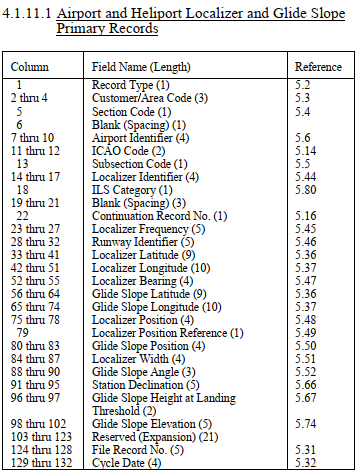 4.1.11.1 Airport and Heliport Localizer and Glide Slope
Primary Records
Column Field Name (Length) Reference
1 Record Type (1) 5.2
2 thru 4 Customer/Area Code (3) 5.3
5 Section Code (1) 5.4
6 Blank (Spacing) (1)
7 thru 10 Airport Identifier (4) 5.6
11 thru 12 ICAO Code (2) 5.14
13 Subsection Code (1) 5.5
14 thru 17 Localizer Identifier (4) 5.44
18 ILS Category (1) 5.80
19 thru 21 Blank (Spacing) (3)
22 Continuation Record No. (1) 5.16
23 thru 27 Localizer Frequency (5) 5.45
28 thru 32 Runway Identifier (5) 5.46
33 thru 41 Localizer Latitude (9) 5.36
42 thru 51 Localizer Longitude (10) 5.37
52 thru 55 Localizer Bearing (4) 5.47
56 thru 64 Glide Slope Latitude (9) 5.36
65 thru 74 Glide Slope Longitude (10) 5.37
75 thru 78 Localizer Position (4) 5.48
79 Localizer Position Reference (1) 5.49
80 thru 83 Glide Slope Position (4) 5.50
84 thru 87 Localizer Width (4) 5.51
88 thru 90 Glide Slope Angle (3) 5.52
91 thru 95 Station Declination (5) 5.66
96 thru 97 Glide Slope Height at Landing 5.67
Threshold (2)
98 thru 102 Glide Slope Elevation (5) 5.74
103 thru 123 Reserved (Expansion) (21)
124 thru 128 File Record No. (5) 5.31
129 thru 132 Cycle Date (4) 5.32